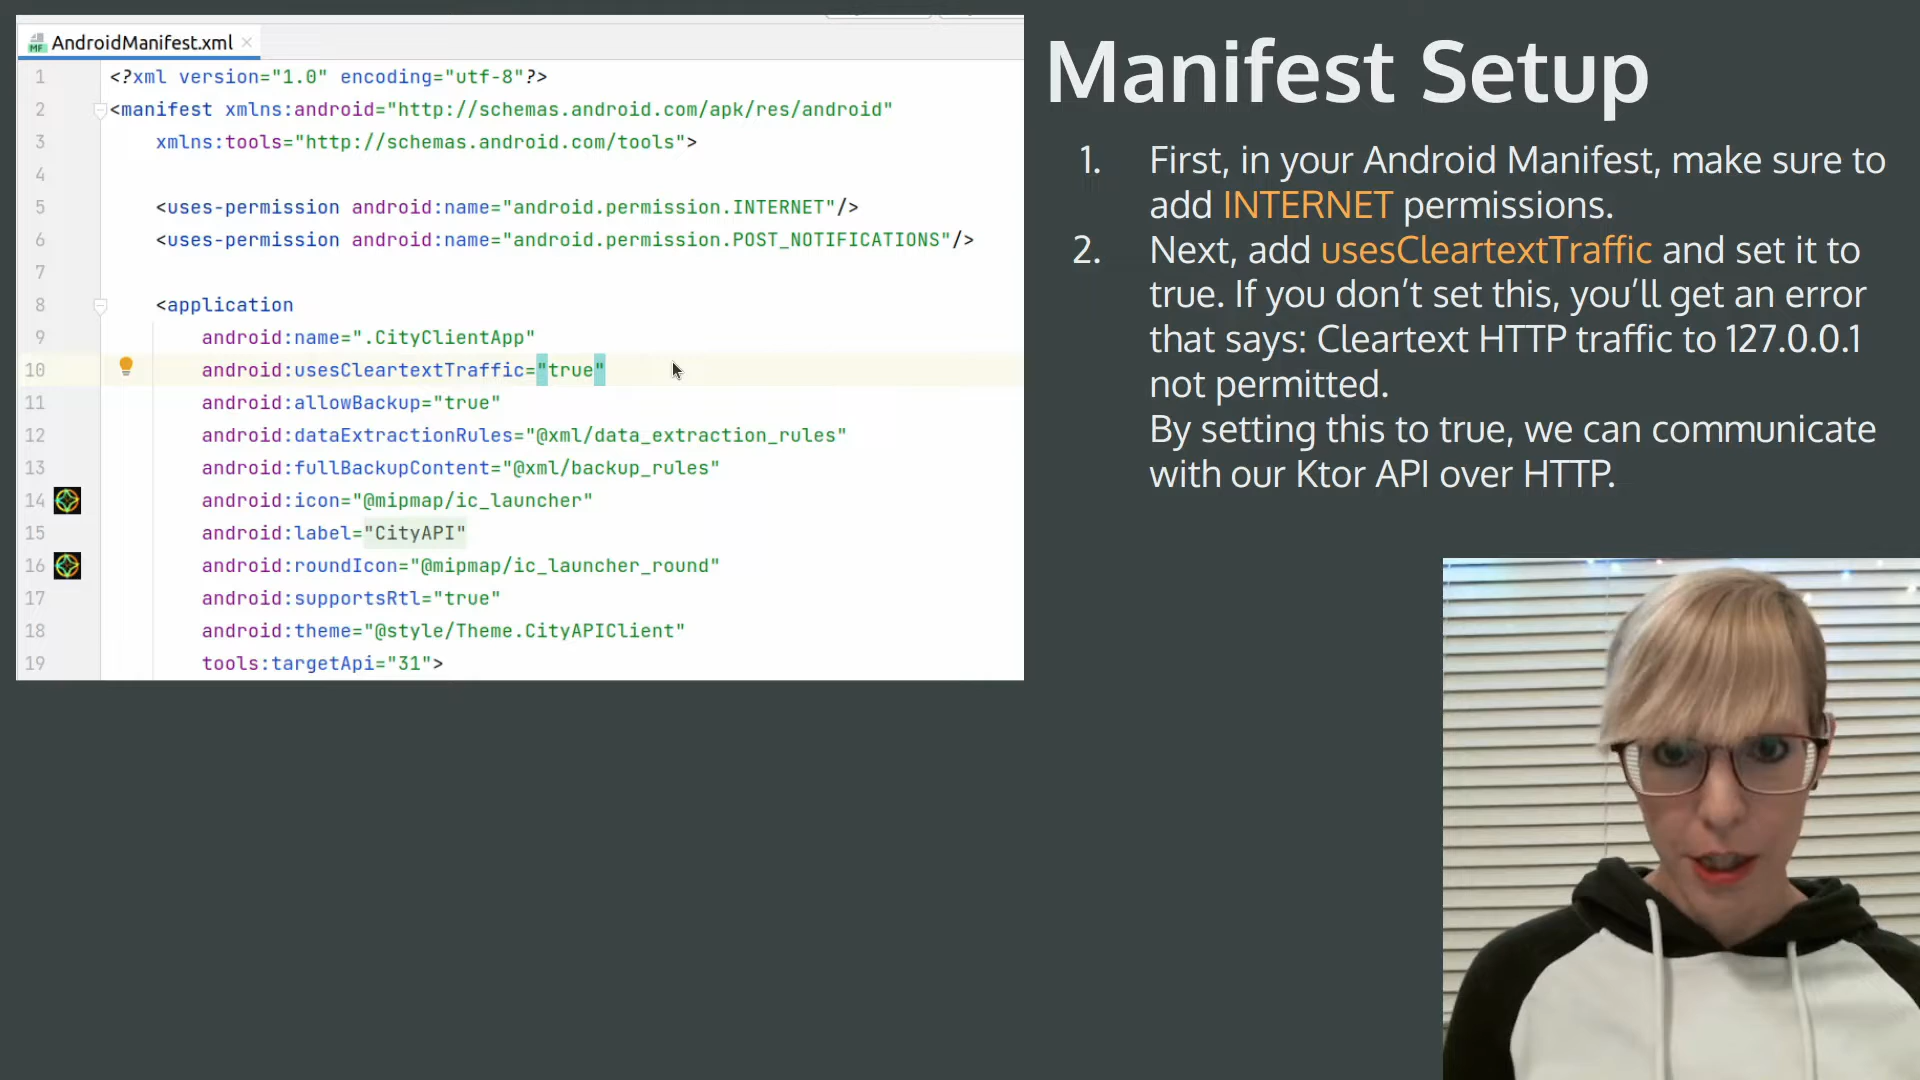 AndroidManifest.xml
1 <?xml version="1.0" encoding="utf-8"?>
2 <manifest xmlns:android="http://schemas.android.com/apk/res/android"
3 xmlns:tools="http://schemas.android.com/tools">
4
5 <uses-permission android:name="android.permission.INTERNET"/>
6 <uses-permission android:name="android.permission.POST_NOTIFICATIONS"/>
7
8 <application
9 android:name=".CityClientApp"
10 android:usesCleartextTraffic="true"
11 android:allowBackup="true"
12 android:dataExtractionRules="@xml/data_extraction_rules"
13 android:fullBackupContent="@xml/backup_rules"
14 android:icon="@mipmap/ic_launcher"
15 android:label="CityAPI"
16 android:roundIcon="@mipmap/ic_launcher_round"
17 android:supportsRtl="true"
18 android:theme="@style/Theme.CityAPIClient"
19 tools:targetApi="31">
Manifest Setup
1. First, in your Android Manifest, make sure to
add INTERNET permissions.
2. Next, add usesCleartextTraffic and set it to
true. If you don’t set this, you’ll get an error
that says: Cleartext HTTP traffic to 127.0.0.1
not permitted.
By setting this to true, we can communicate
with our Ktor API over HTTP.